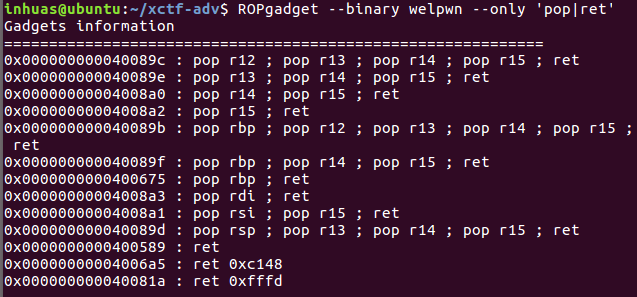 inhuas@ubuntu:~/xctf-adv$ ROPgadget --binary welpwn --only 'pop|ret'
Gadgets information
============================================================
0x000000000040089c : pop r12 ; pop r13 ; pop r14 ; pop r15 ; ret
0x000000000040089e : pop r13 ; pop r14 ; pop r15 ; ret
0x00000000004008a0 : pop r14 ; pop r15 ; ret
0x00000000004008a2 : pop r15 ; ret
0x000000000040089b : pop rbp ; pop r12 ; pop r13 ; pop r14 ; pop r15 ;
 ret
0x000000000040089f : pop rbp ; pop r14 ; pop r15 ; ret
0x0000000000400675 : pop rbp ; ret
0x00000000004008a3 : pop rdi ; ret
0x00000000004008a1 : pop rsi ; pop r15 ; ret
0x000000000040089d : pop rsp ; pop r13 ; pop r14 ; pop r15 ; ret
0x0000000000400589 : ret
0x00000000004006a5 : ret 0xc148
0x000000000040081a : ret 0xfffd